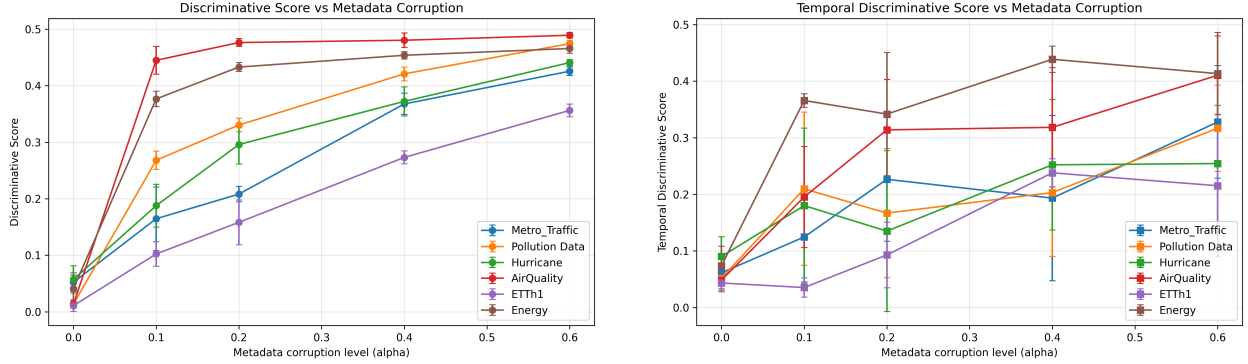 Discriminative Score vs Metadata Corruption
Discriminative Score
0.5
0.4
0.3
0.2
0.1
0.0
0.0 0.1 0.2 0.3 0.4 0.5 0.6
Metadata corruption level (alpha)
Metro_Traffic
Pollution Data
Hurricane
AirQuality
ETTh1
Energy
Temporal Discriminative Score vs Metadata Corruption
Temporal Discriminative Score
0.5
0.4
0.3
0.2
0.1
0.0
0.0 0.1 0.2 0.3 0.4 0.5 0.6
Metadata corruption level (alpha)
Metro_Traffic
Pollution Data
Hurricane
AirQuality
ETTh1
Energy